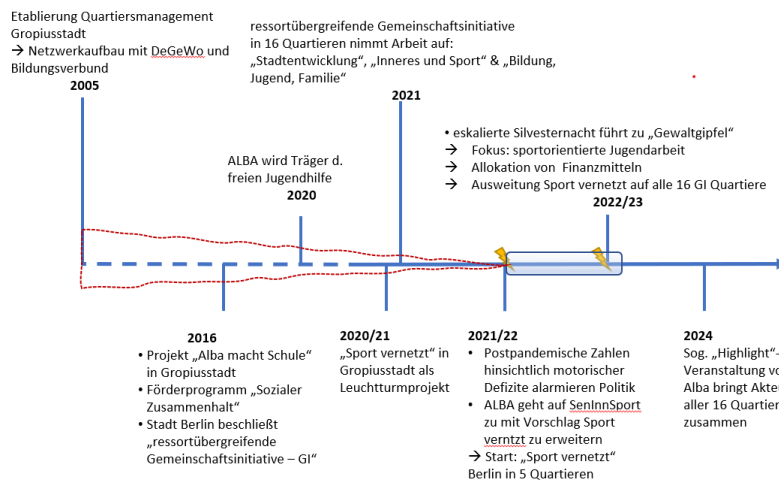 Etablierung Quartiersmanagement
Gropiusstadt
→ Netzwerkaufbau mit DeGeWo und
Bildungsverbund
2005
ressortübergreifende Gemeinschaftsinitiative
in 16 Quartieren nimmt Arbeit auf:
„Stadtentwicklung“, „Inneres und Sport“ & „Bildung,
Jugend, Familie“
2021
ALBA wird Träger d.
freien Jugendhilfe
2020
• eskalierte Silvesternacht führt zu „Gewaltgipfel“
→ Fokus: sportorientierte Jugendarbeit
→ Allokation von Finanzmitteln
→ Ausweitung Sport vernetzt auf alle 16 GI Quartiere
2022/23
2016
• Projekt „Alba macht Schule“
in Gropiusstadt
• Förderprogramm „Sozialer
Zusammenhalt“
• Stadt Berlin beschließt
„ressortübergreifende
Gemeinschaftsinitiative – GI“
2020/21
„Sport vernetzt“ in
Gropiusstadt als
Leuchtturmprojekt
2021/22
• Postpandemische Zahlen
hinsichtlich motorischer
Defizite alarmieren Politik
• ALBA geht auf SenInnSport
zu mit Vorschlag Sport
verntzt zu erweitern
→ Start: „Sport vernetzt“
Berlin in 5 Quartieren
2024
Sog. „Highlight“-
Veranstaltung vo
Alba bringt Akteu
aller 16 Quartier
zusammen